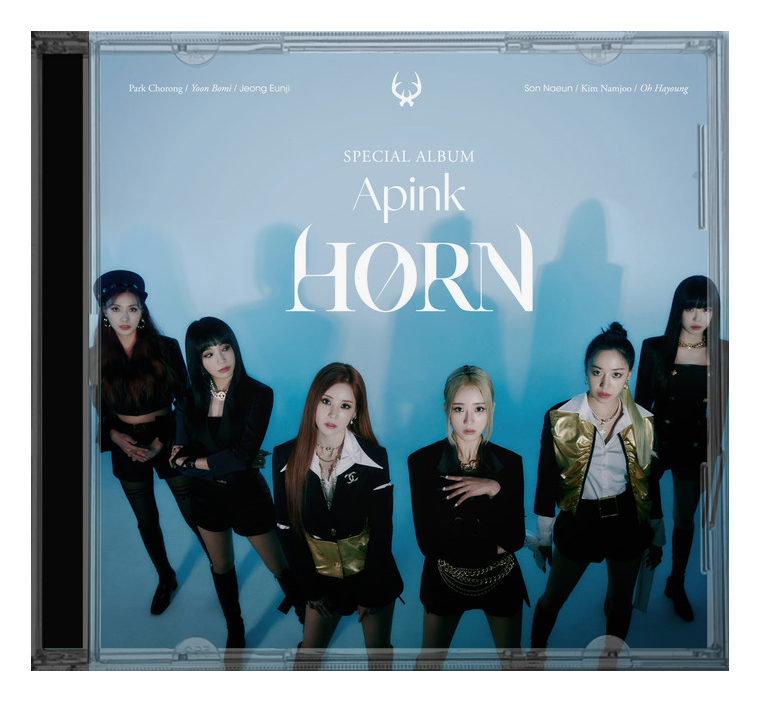 Park Chorong / Yoon Bomi / Jeong Eunji
Son Naeun / Kim Namjoo / Oh Hayoung
SPECIAL ALBUM
Apink
HØRN